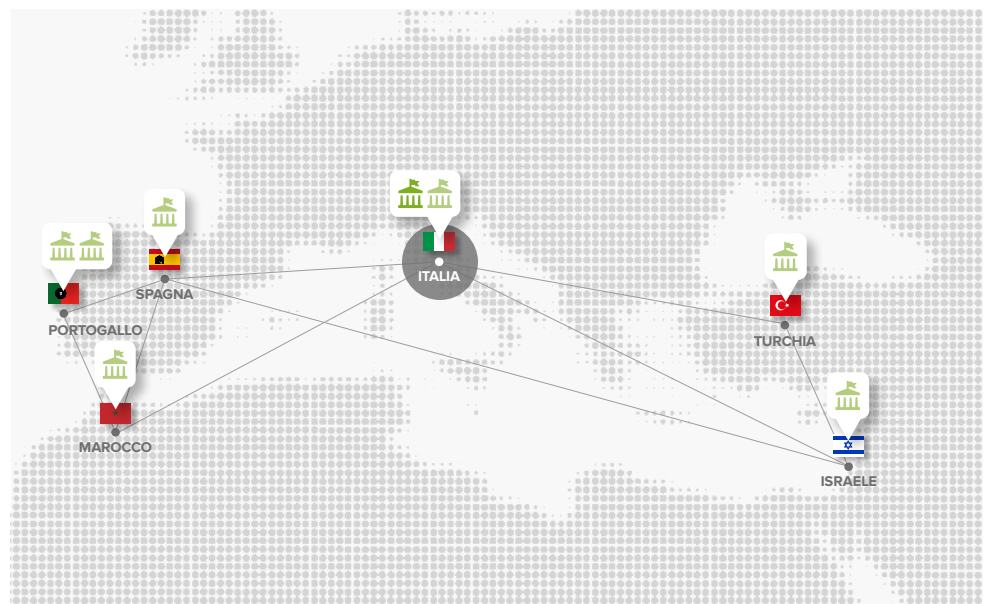 ITALIA
SPAGNA
PORTOGALLO
TURCHIA
MAROCCO
ISRAELE